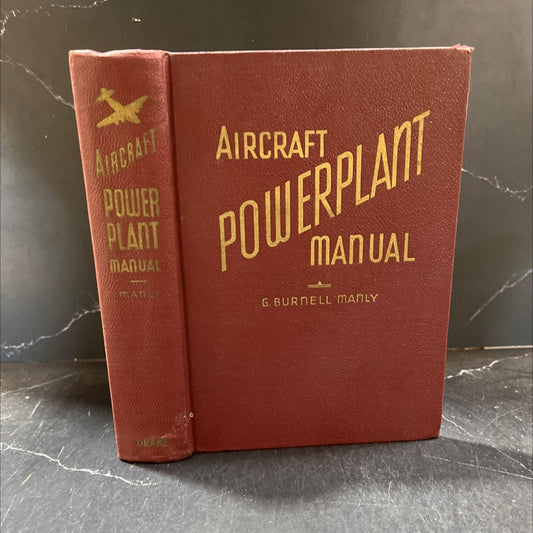 AIRCRAFT
POWER
PLANT
MANUAL
MANLY
DRAKE
AIRCRAFT
POWERPLANT
MANUAL
G. BURNELL MANLY